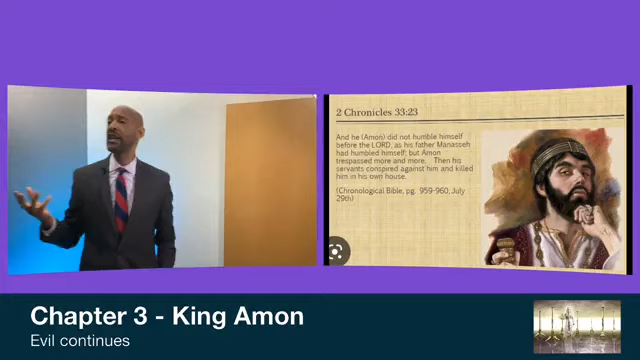 2 Chronicles 33:23
And he (Amon) did not humble himself
before the LORD, as his father Manasseh
had humbled himself; but Amon
trespassed more and more. Then his
servants conspired against him and killed
him in his own house.
(Chronological Bible, pg. 959-960, July
29th)
Chapter 3 - King Amon
Evil continues